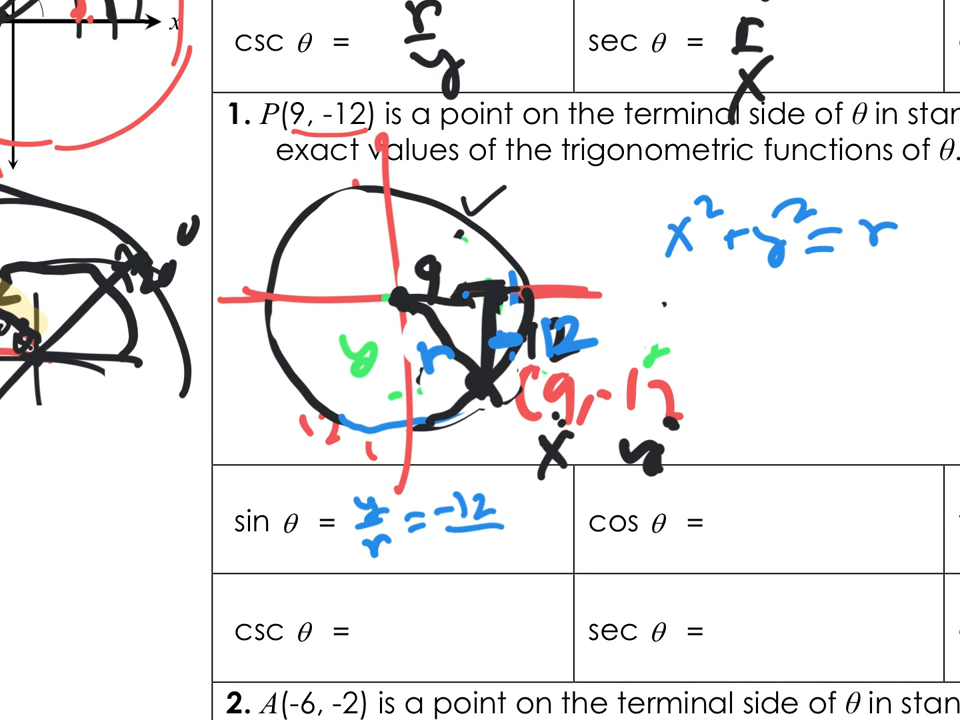 x
csc θ = r/y
sec θ = r/x
1. P(9, -12) is a point on the terminal side of θ in stan
exact values of the trigonometric functions of θ.
x² + y² = r
9
y r -12
(9, -12
x y
sin θ = y/r = -12
cos θ =
csc θ =
sec θ =
2. A(-6, -2) is a point on the terminal side of θ in stan